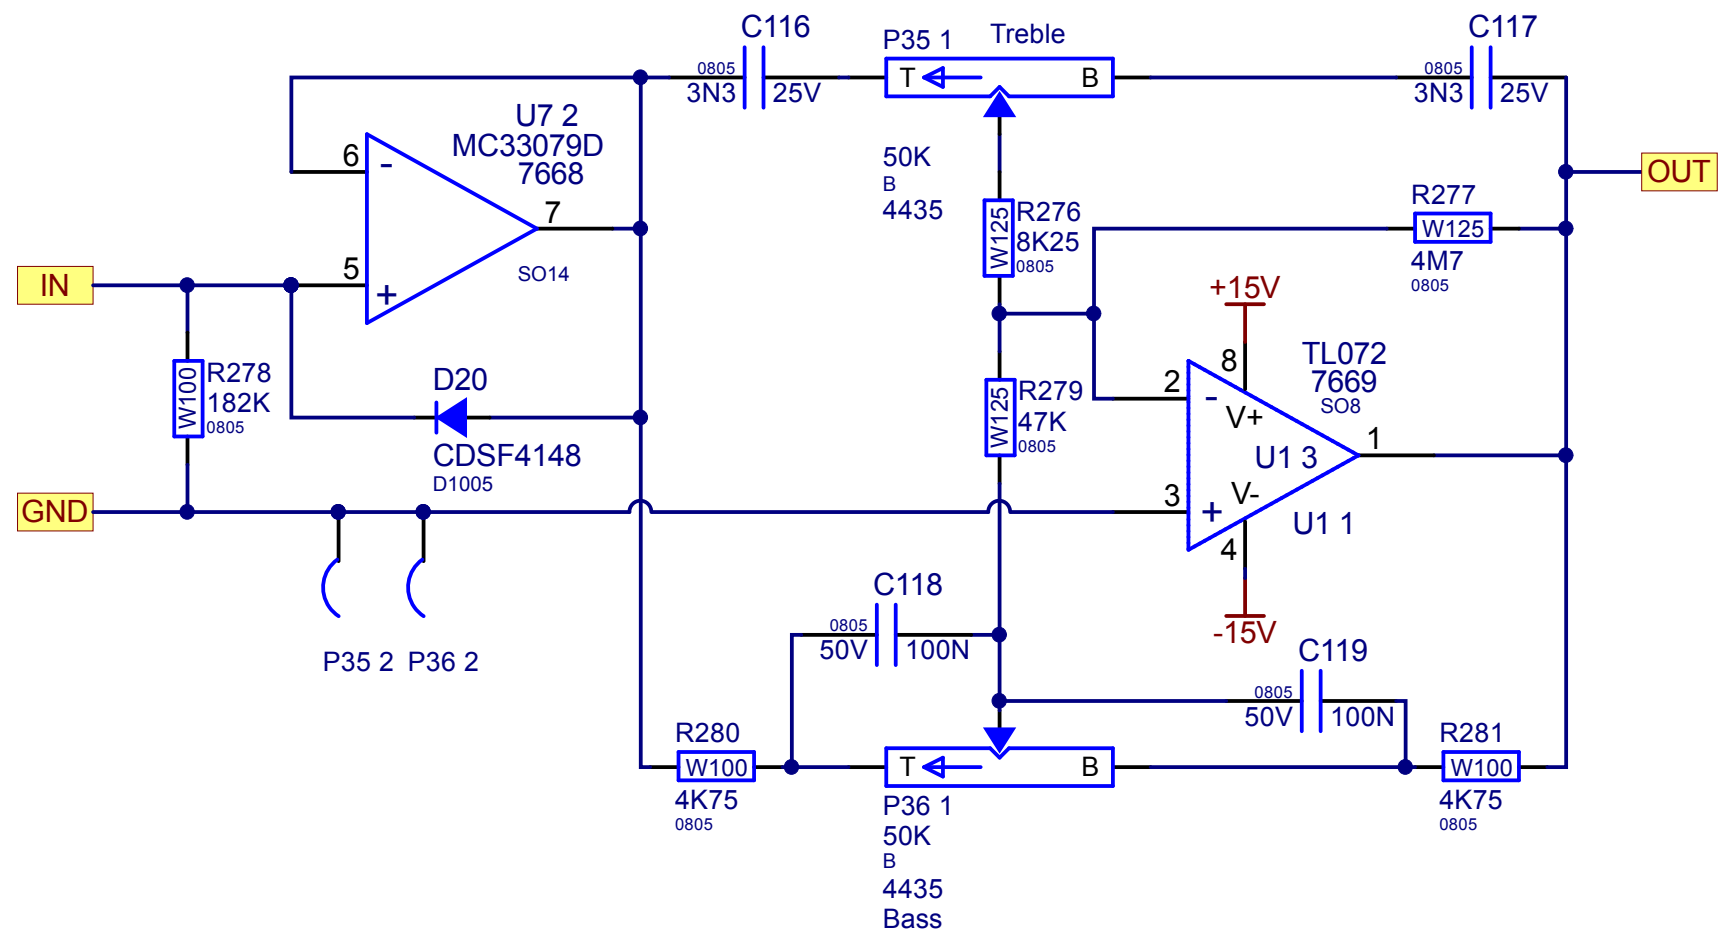 C116
0805
3N3
25V
P35 1
Treble
T
B
C117
0805
3N3
25V
U7 2
MC33079D
7668
6
-
7
5
+
SO14
50K
B
4435
W125
R276
8K25
0805
R277
W125
4M7
0805
OUT
IN
W100
R278
182K
0805
D20
CDSF4148
D1005
W125
R279
47K
0805
+15V
8
TL072
7669
SO8
2
-
V+
1
U1 3
V-
3
+
U1 1
4
-15V
GND
P35 2
P36 2
C118
0805
50V
100N
C119
0805
50V
100N
R280
W100
4K75
0805
T
B
P36 1
50K
B
4435
Bass
R281
W100
4K75
0805